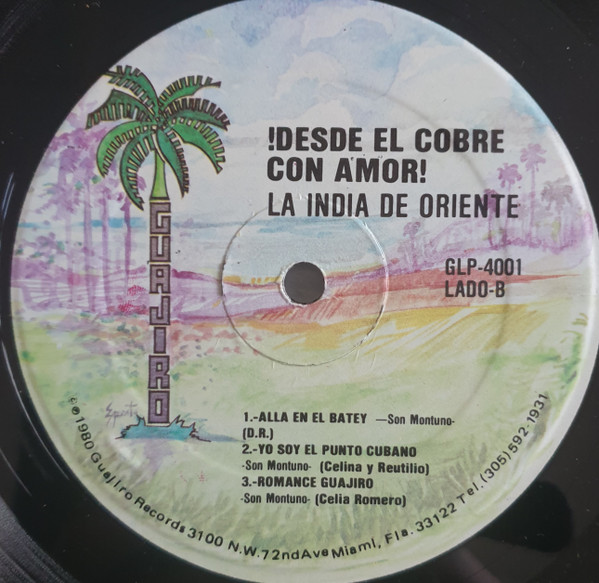 !DESDE EL COBRE
CON AMOR!
LA INDIA DE ORIENTE
GUAJIRO
GLP-4001
LADO-B
1.-ALLA EN EL BATEY —Son Montuno-
(D.R.)
2.-YO SOY EL PUNTO CUBANO
-Son Montuno- (Celina y Reutilio)
3.-ROMANCE GUAJIRO
-Son Montuno- (Celia Romero)
℗©1980 Guajiro Records 3100 N.W. 72nd Ave Miami, Fla. 33122 Tel. (305) 592-1931